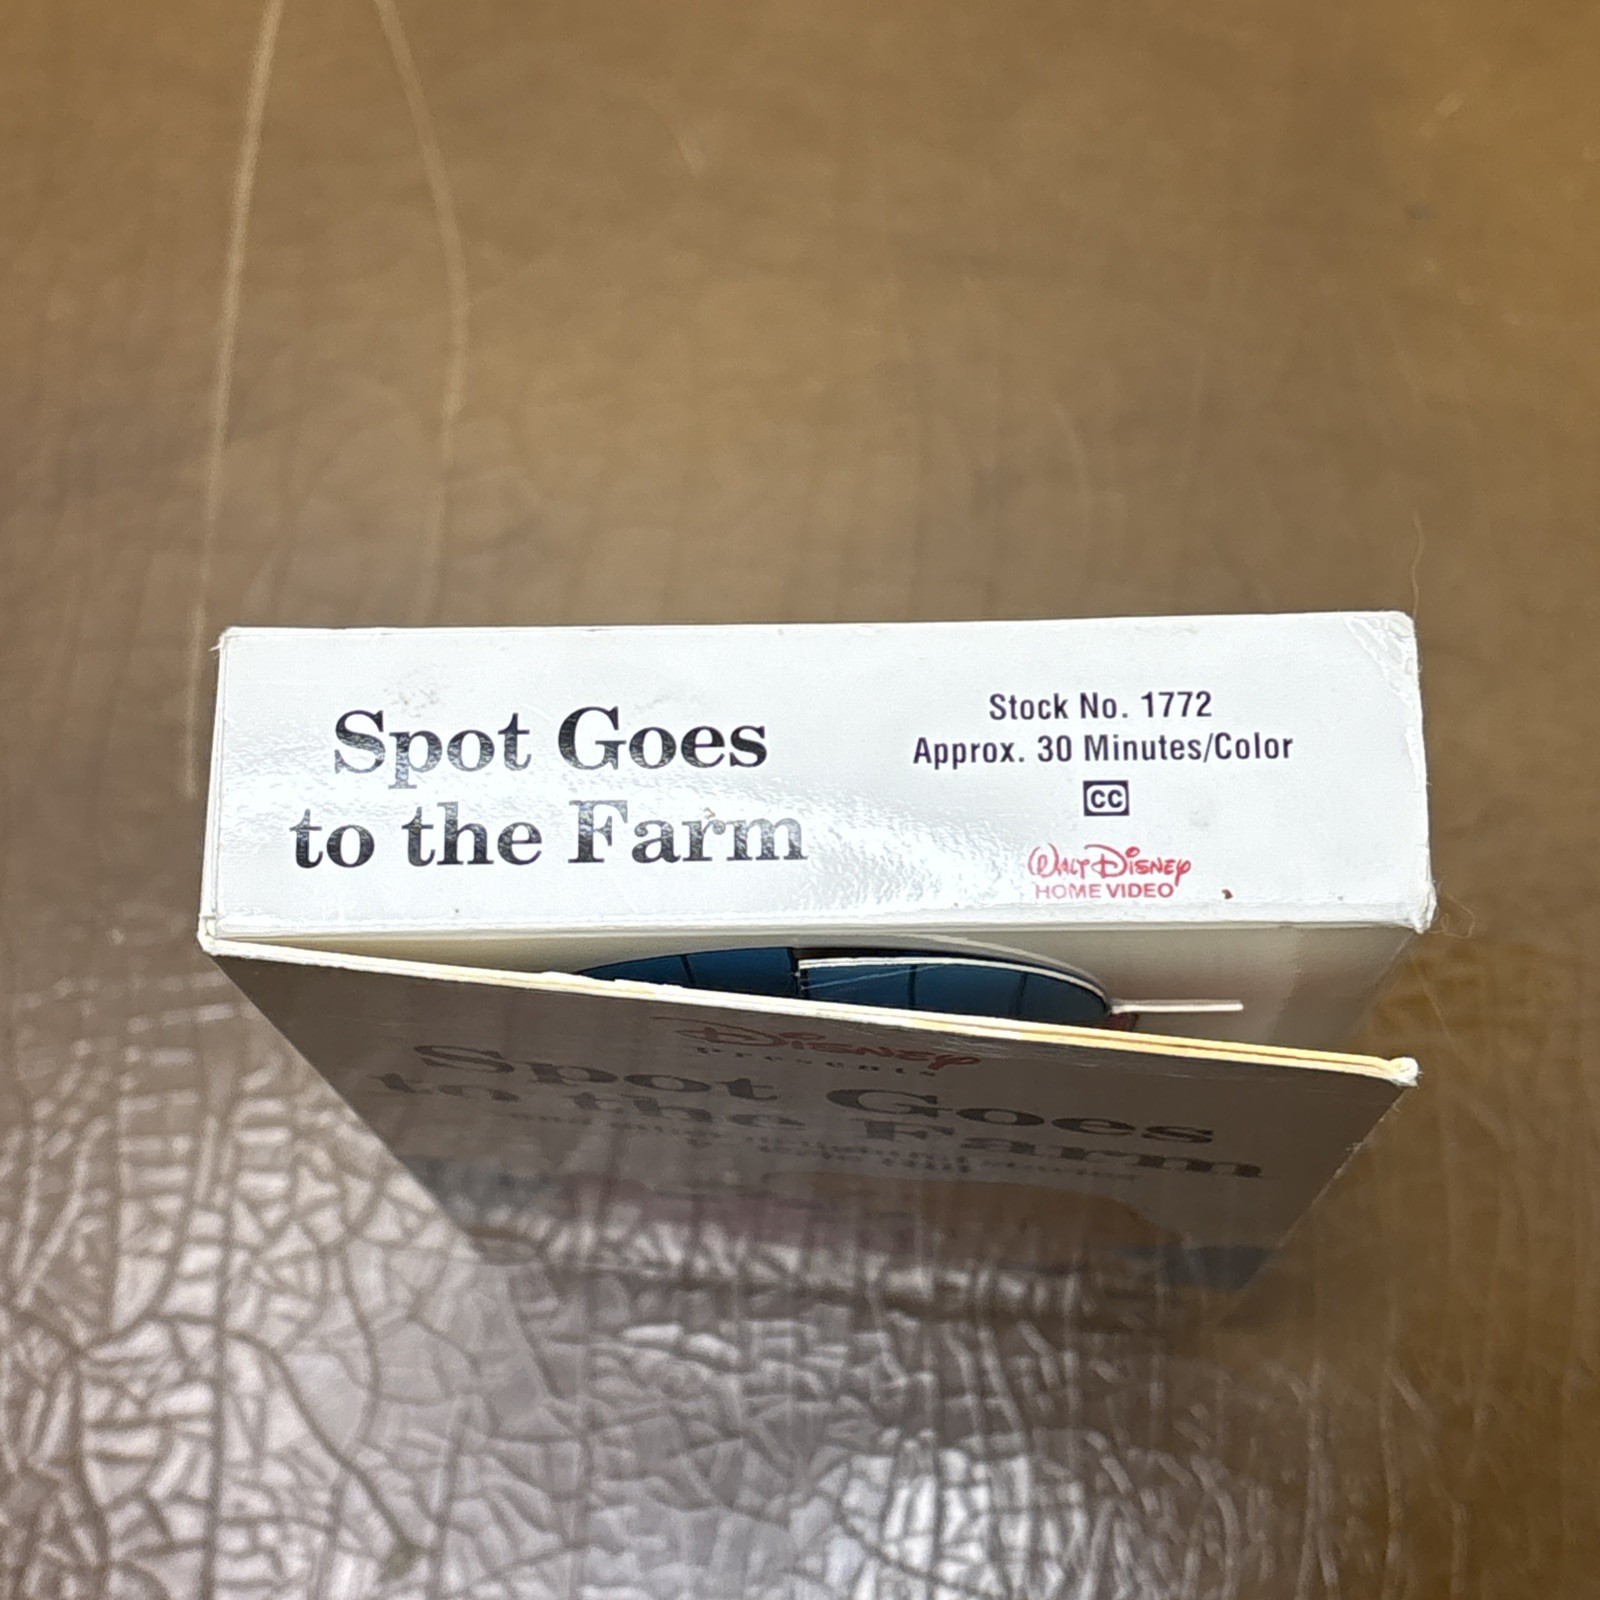 Spot Goes
to the Farm
Stock No. 1772
Approx. 30 Minutes/Color
CC
WALT DISNEY
HOME VIDEO
DISNEY
Presents
Spot Goes
to the Farm